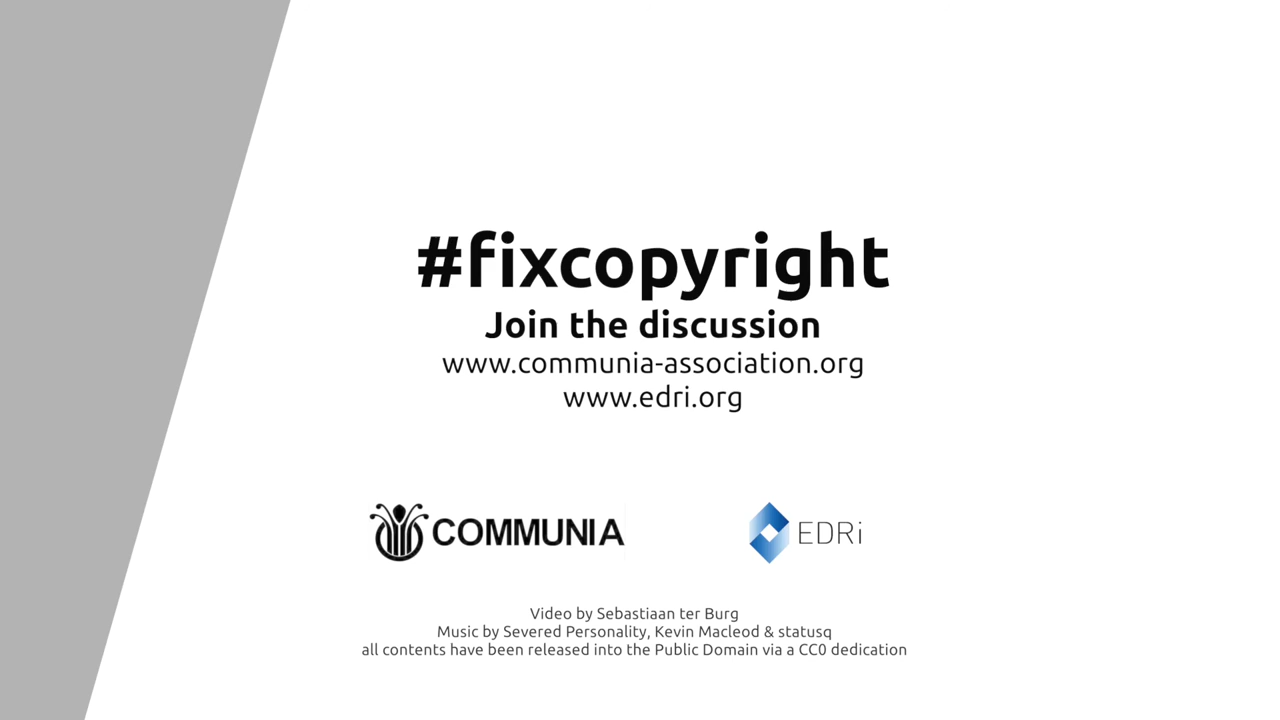 #fixcopyright
Join the discussion
www.communia-association.org
www.edri.org
COMMUNIA
EDRi
Video by Sebastiaan ter Burg
Music by Severed Personality, Kevin Macleod & statusq
all contents have been released into the Public Domain via a CC0 dedication